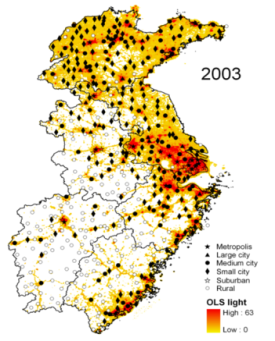 2003
Metropolis
Large city
Medium city
Small city
Suburban
Rural
OLS light
High : 63
Low : 0